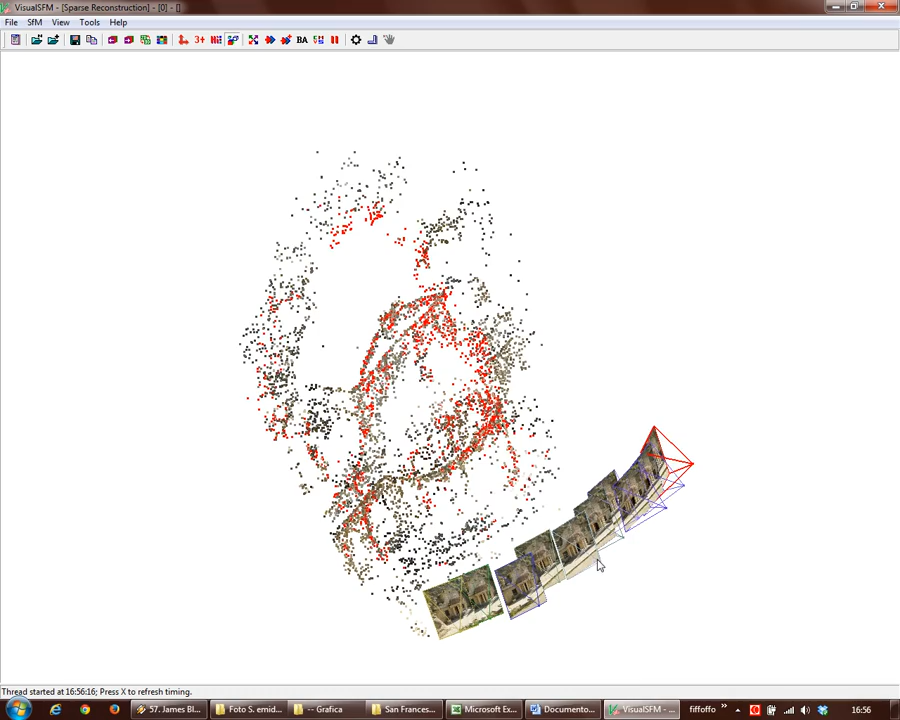 VisualSFM - [Sparse Reconstruction] - [0] - []
File SfM View Tools Help
3+ BA
Thread started at 16:56:16; Press X to refresh timing.
57. James Bl... Foto S. emid... -- Grafica San Frances... Microsoft Ex... Documento... VisualSFM - ... fiffoffo » 16:56